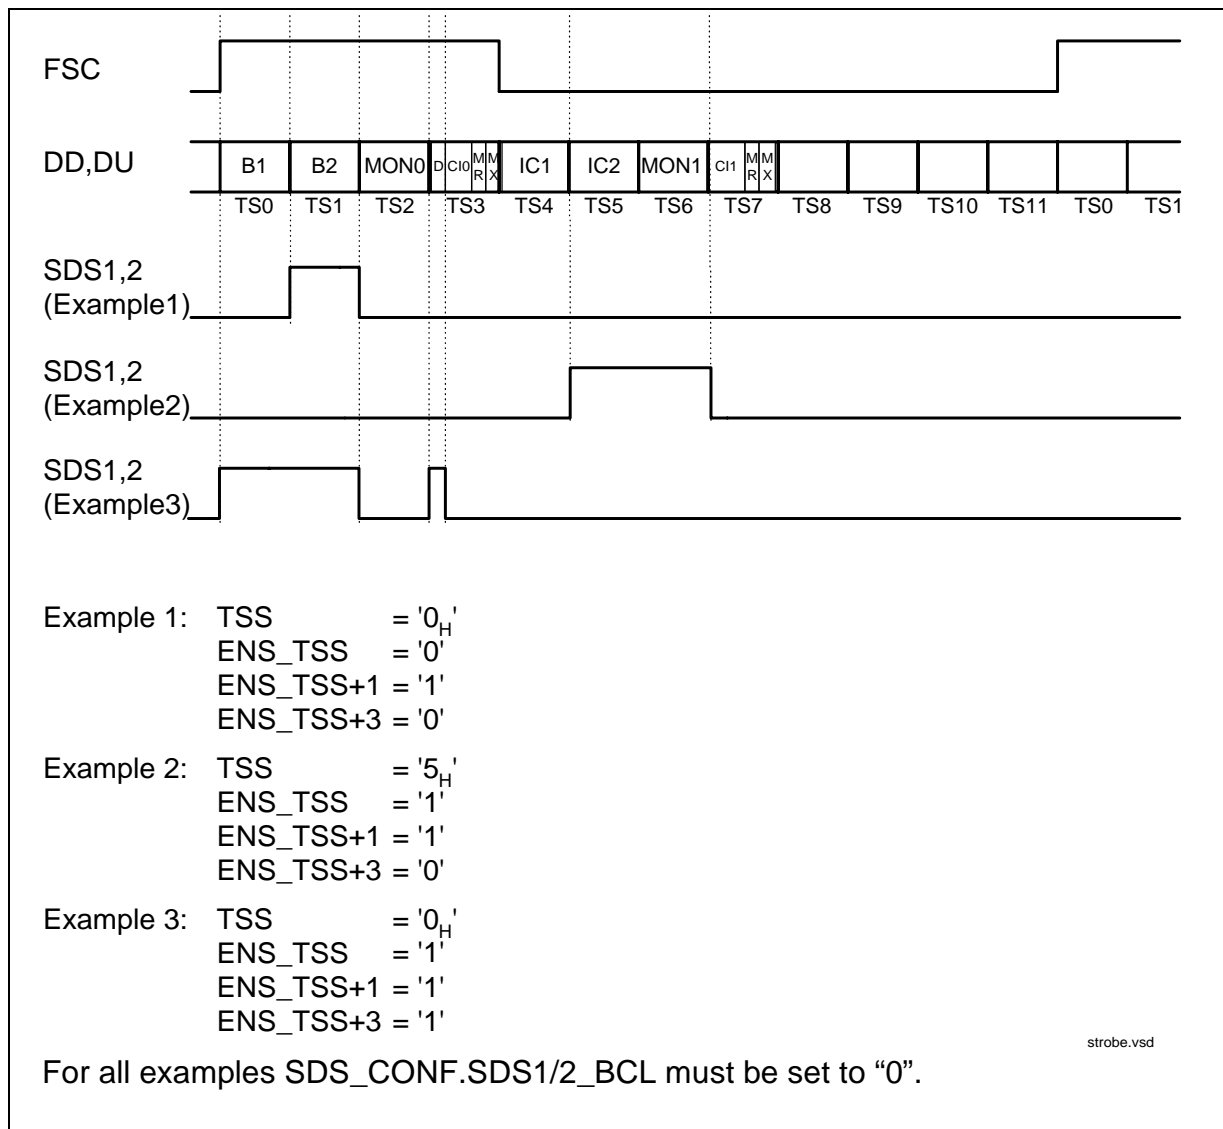 FSC
DD,DU
B1 B2 MON0 D CI0 MR MX IC1 IC2 MON1 CI1 MR MX
TS0 TS1 TS2 TS3 TS4 TS5 TS6 TS7 TS8 TS9 TS10 TS11 TS0 TS1
SDS1,2
(Example1)
SDS1,2
(Example2)
SDS1,2
(Example3)
Example 1: TSS = '0H'
ENS_TSS = '0'
ENS_TSS+1 = '1'
ENS_TSS+3 = '0'
Example 2: TSS = '5H'
ENS_TSS = '1'
ENS_TSS+1 = '1'
ENS_TSS+3 = '0'
Example 3: TSS = '0H'
ENS_TSS = '1'
ENS_TSS+1 = '1'
ENS_TSS+3 = '1'
strobe.vsd
For all examples SDS_CONF.SDS1/2_BCL must be set to “0”.